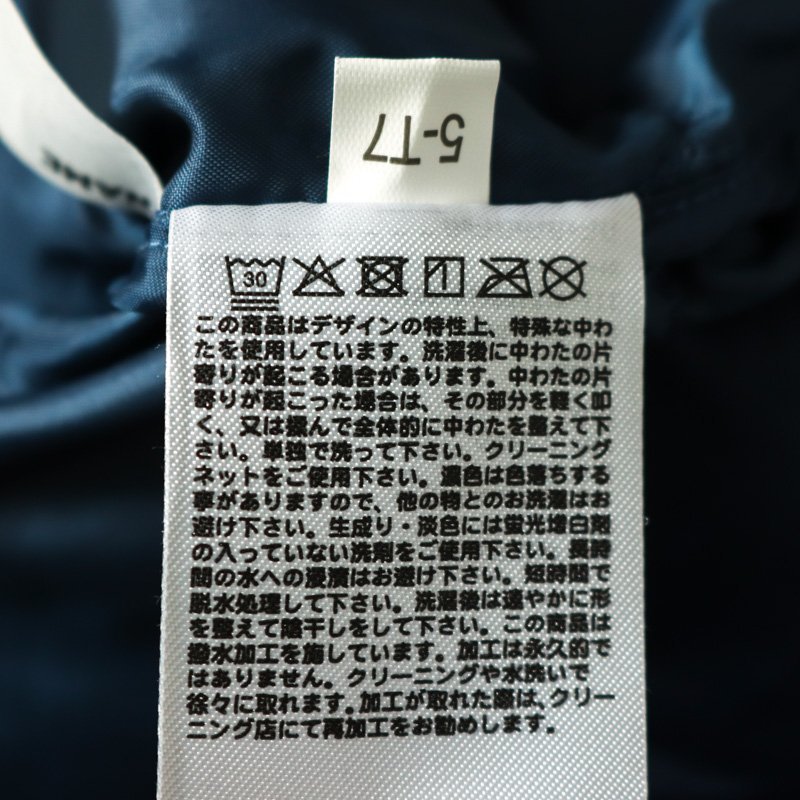 NAME
5-T7
30
この商品はデザインの特性上、特殊な中わ
たを使用しています。洗濯後に中わたの片
寄りが起こる場合があります。中わたの片
寄りが起こった場合は、その部分を軽く叩
く、又は揉んで全体的に中わたを整えて下
さい。単独で洗って下さい。クリーニング
ネットをご使用下さい。濃色は色落ちする
事がありますので、他の物とのお洗濯はお
避け下さい。生成り・淡色には蛍光増白剤
の入っていない洗剤をご使用下さい。長時
間の水への浸漬はお避け下さい。短時間で
脱水処理して下さい。洗濯後は速やかに形
を整えて陰干しをして下さい。この商品は
撥水加工を施しています。加工は永久的で
はありません。クリーニングや水洗いで
徐々に取れます。加工が取れた際は、クリー
ニング店にて再加工をお勧めします。